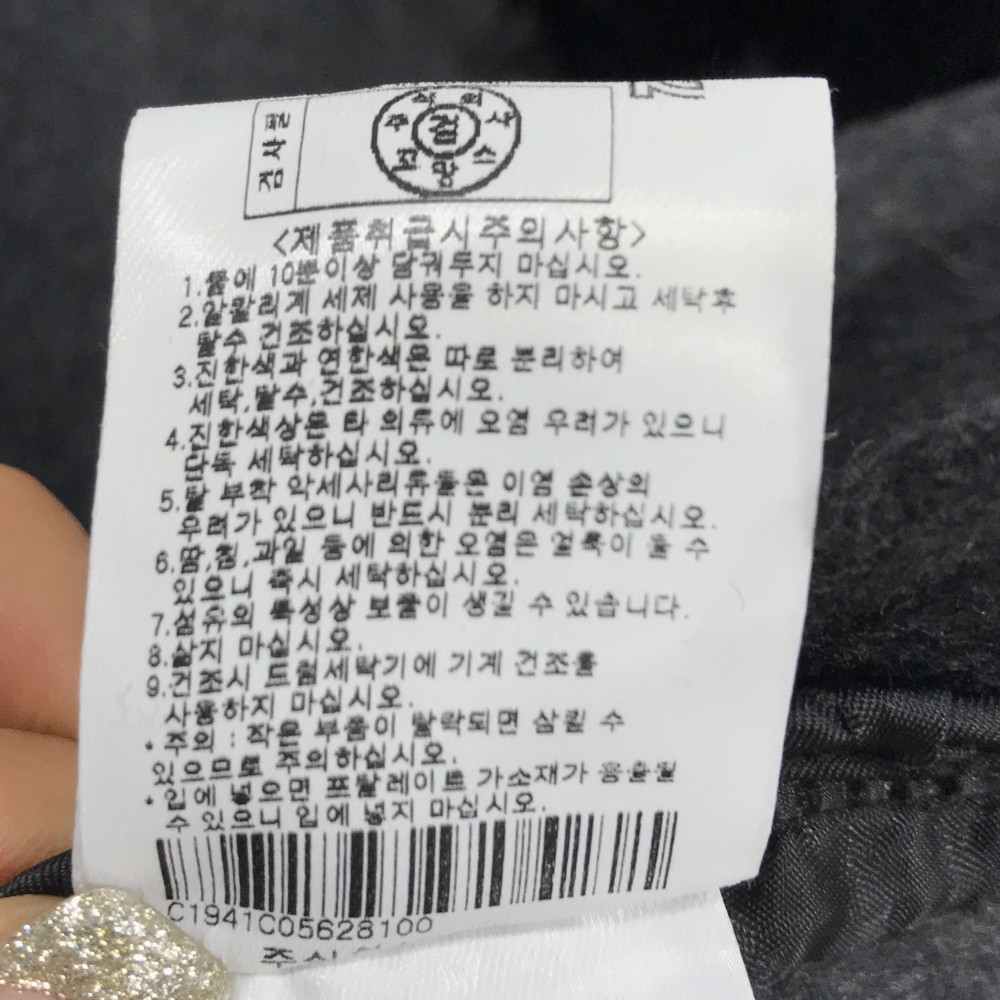 검사필
<제품취급시주의사항>
1.물에 10분이상 담궈두지 마십시오.
2.알칼리계 세제 사용을 하지 마시고 세탁후
탈수 건조하십시오.
3.진한색과 연한색은 따로 분리하여
세탁,탈수,건조하십시오.
4.진한색상은 타 의류에 오염 우려가 있으니
단독 세탁하십시오.
5.탈 부착 악세사리류들은 이염 손상의
우려가 있으니 반드시 분리 세탁하십시오.
6.땀,침,과일 등에 의한 오염은 얼룩이 될 수
있으니 즉시 세탁하십시오.
7.섬유의 특성상 보풀이 생길 수 있습니다.
8.삶지 마십시오.
9.건조시 드럼세탁기에 기계 건조를
사용하지 마십시오.
*주의 : 작은 부품이 탈락되면 삼킬 수
있으므로 주의하십시오.
*입에 넣으면 프탈레이트 가소재가 용출될
수 있으니 입에 넣지 마십시오.
C1941C05628100